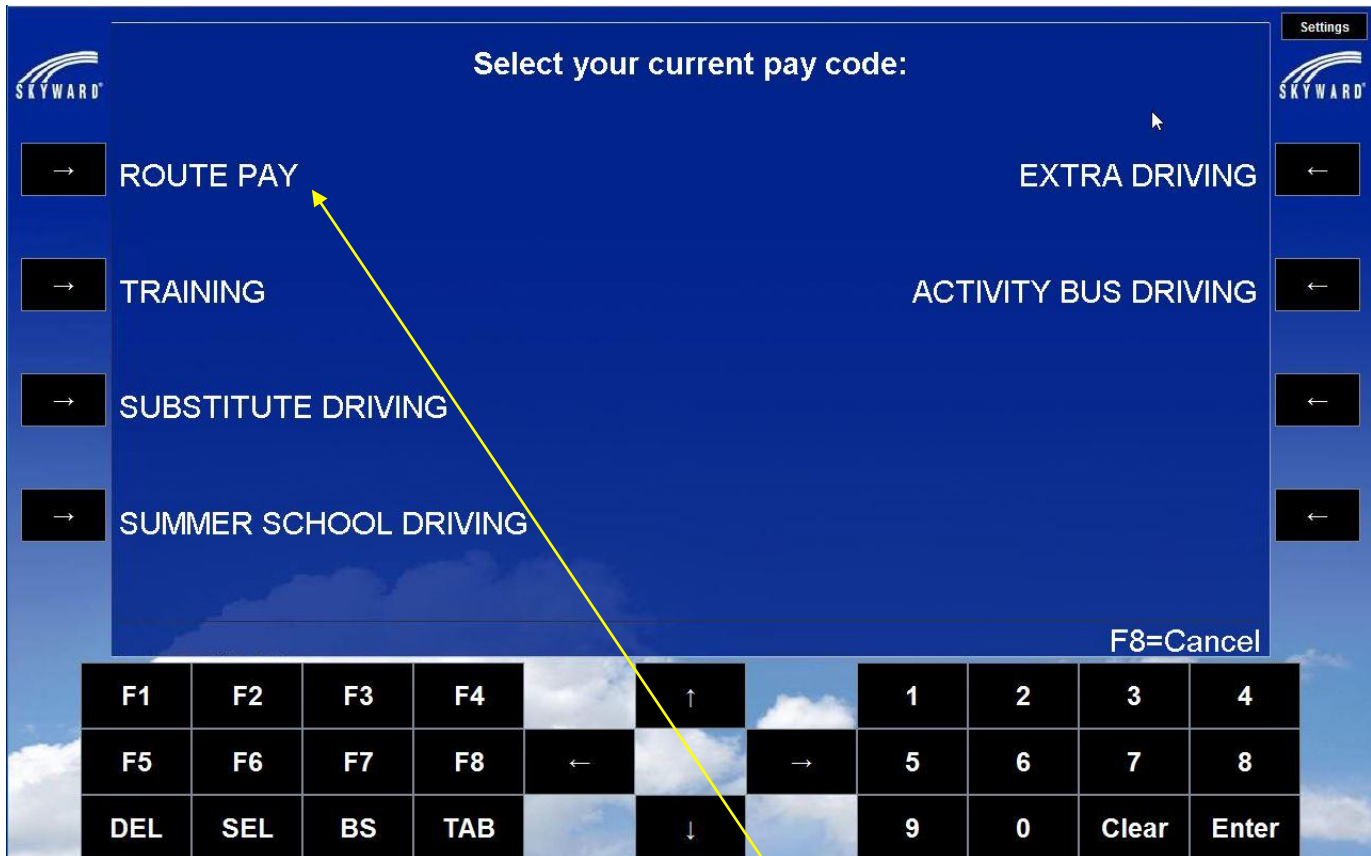 Settings
SKYWARD
Select your current pay code:
SKYWARD
→ ROUTE PAY
EXTRA DRIVING ←
→ TRAINING
ACTIVITY BUS DRIVING ←
→ SUBSTITUTE DRIVING
←
→ SUMMER SCHOOL DRIVING
←
F8=Cancel
F1 F2 F3 F4 ↑ 1 2 3 4
F5 F6 F7 F8 ← → 5 6 7 8
DEL SEL BS TAB ↓ 9 0 Clear Enter